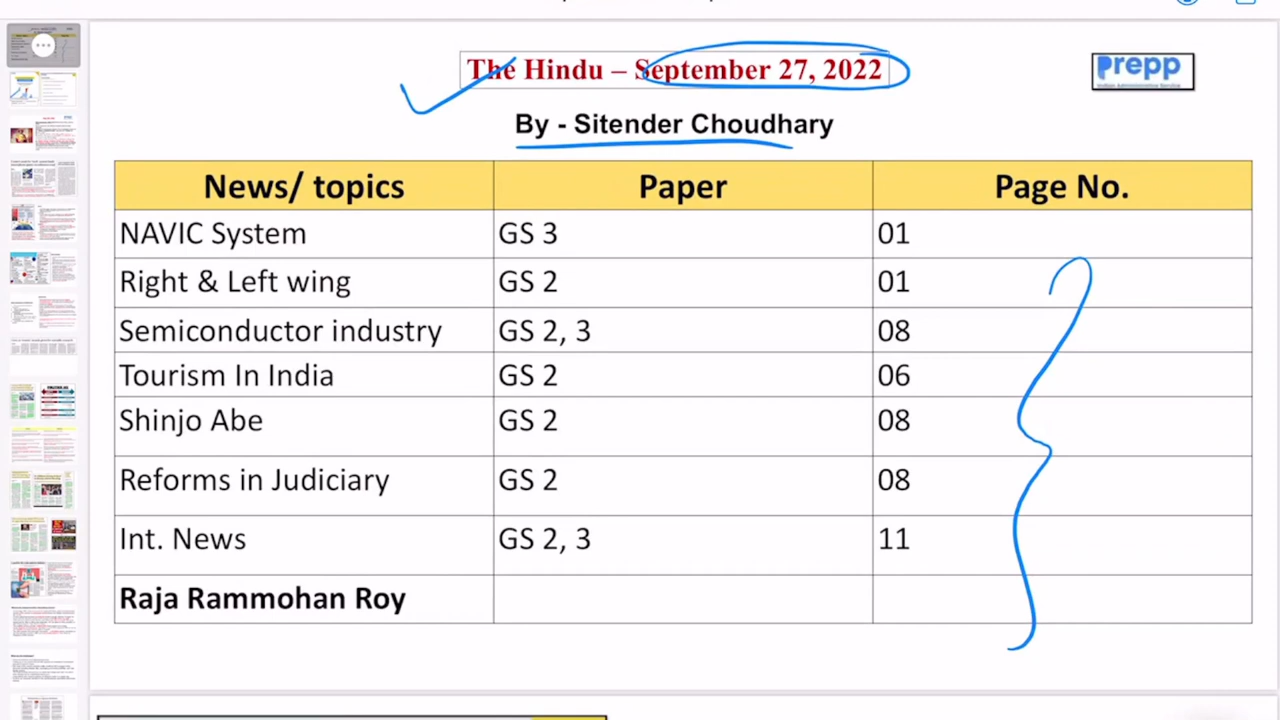 The Hindu – September 27, 2022
prepp
Indian Administrative Service
By - Sitender Choudhary
News/ topics Paper Page No.
NAVIC System GS 3 01
Right & Left wing GS 2 01
Semiconductor industry GS 2, 3 08
Tourism In India GS 2 06
Shinjo Abe GS 2 08
Reforms in Judiciary GS 2 08
Int. News GS 2, 3 11
Raja Rammohan Roy